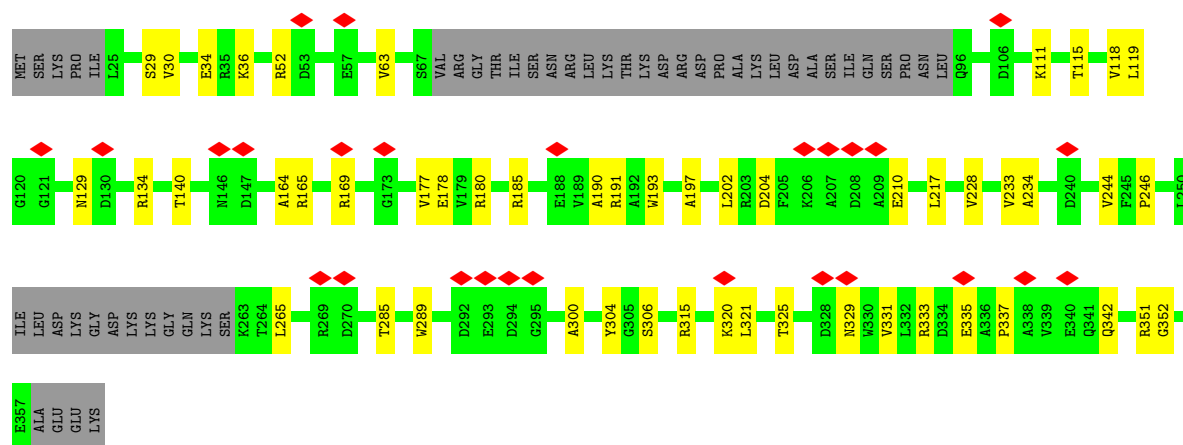 MET SER LYS PRO ILE L25 S29 V30 E34 R35 K36 R52 D53 E57 V63 S67 VAL ARG GLY THR ILE SER ASN ARG LEU LYS THR LYS ASP ARG ASP PRO ALA LYS LEU ASP ALA SER ILE GLN SER PRO ASN LEU Q96 D106 K111 T115 V118 L119
G120 G121 N129 D130 R134 T140 N146 D147 A164 R165 R169 G173 V177 E178 V179 R180 R185 E188 V189 A190 R191 A192 W193 A197 L202 R203 D204 F205 K206 A207 D208 A209 E210 L217 V228 V233 A234 D240 V244 F245 P246 L250
ILE LEU ASP LYS GLY ASP LYS LYS GLY GLN LYS SER K263 T264 L265 R269 D270 T285 W289 D292 E293 D294 G295 A300 Y304 G305 S306 R315 K320 L321 T325 D328 N329 W330 V331 L332 R333 D334 E335 A336 P337 A338 V339 E340 Q341 Q342 R351 G352
E357 ALA GLU GLU LYS